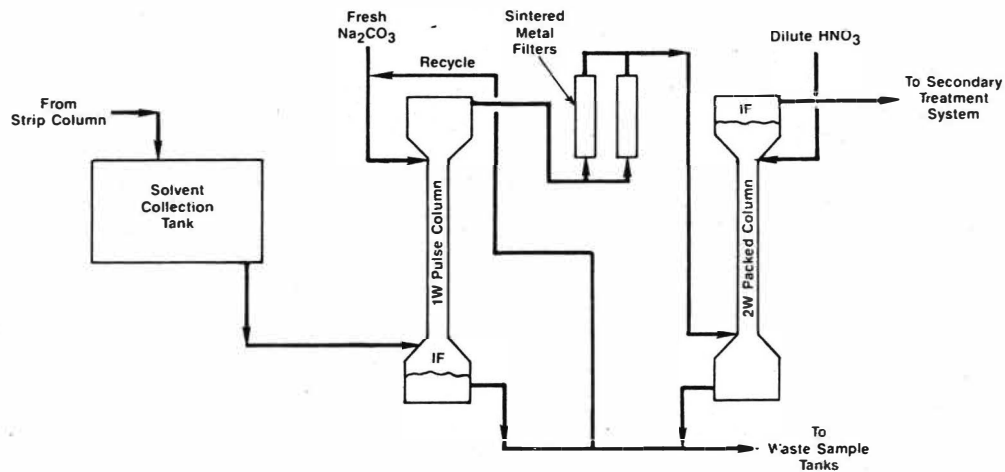 Fresh
Na₂CO₃
Recycle
Sintered
Metal
Filters
Dilute HNO₃
From
Strip Column
To Secondary
Treatment
System
IF
Solvent
Collection
Tank
1W Pulse Column
2W Packed Column
IF
To
Waste Sample
Tanks